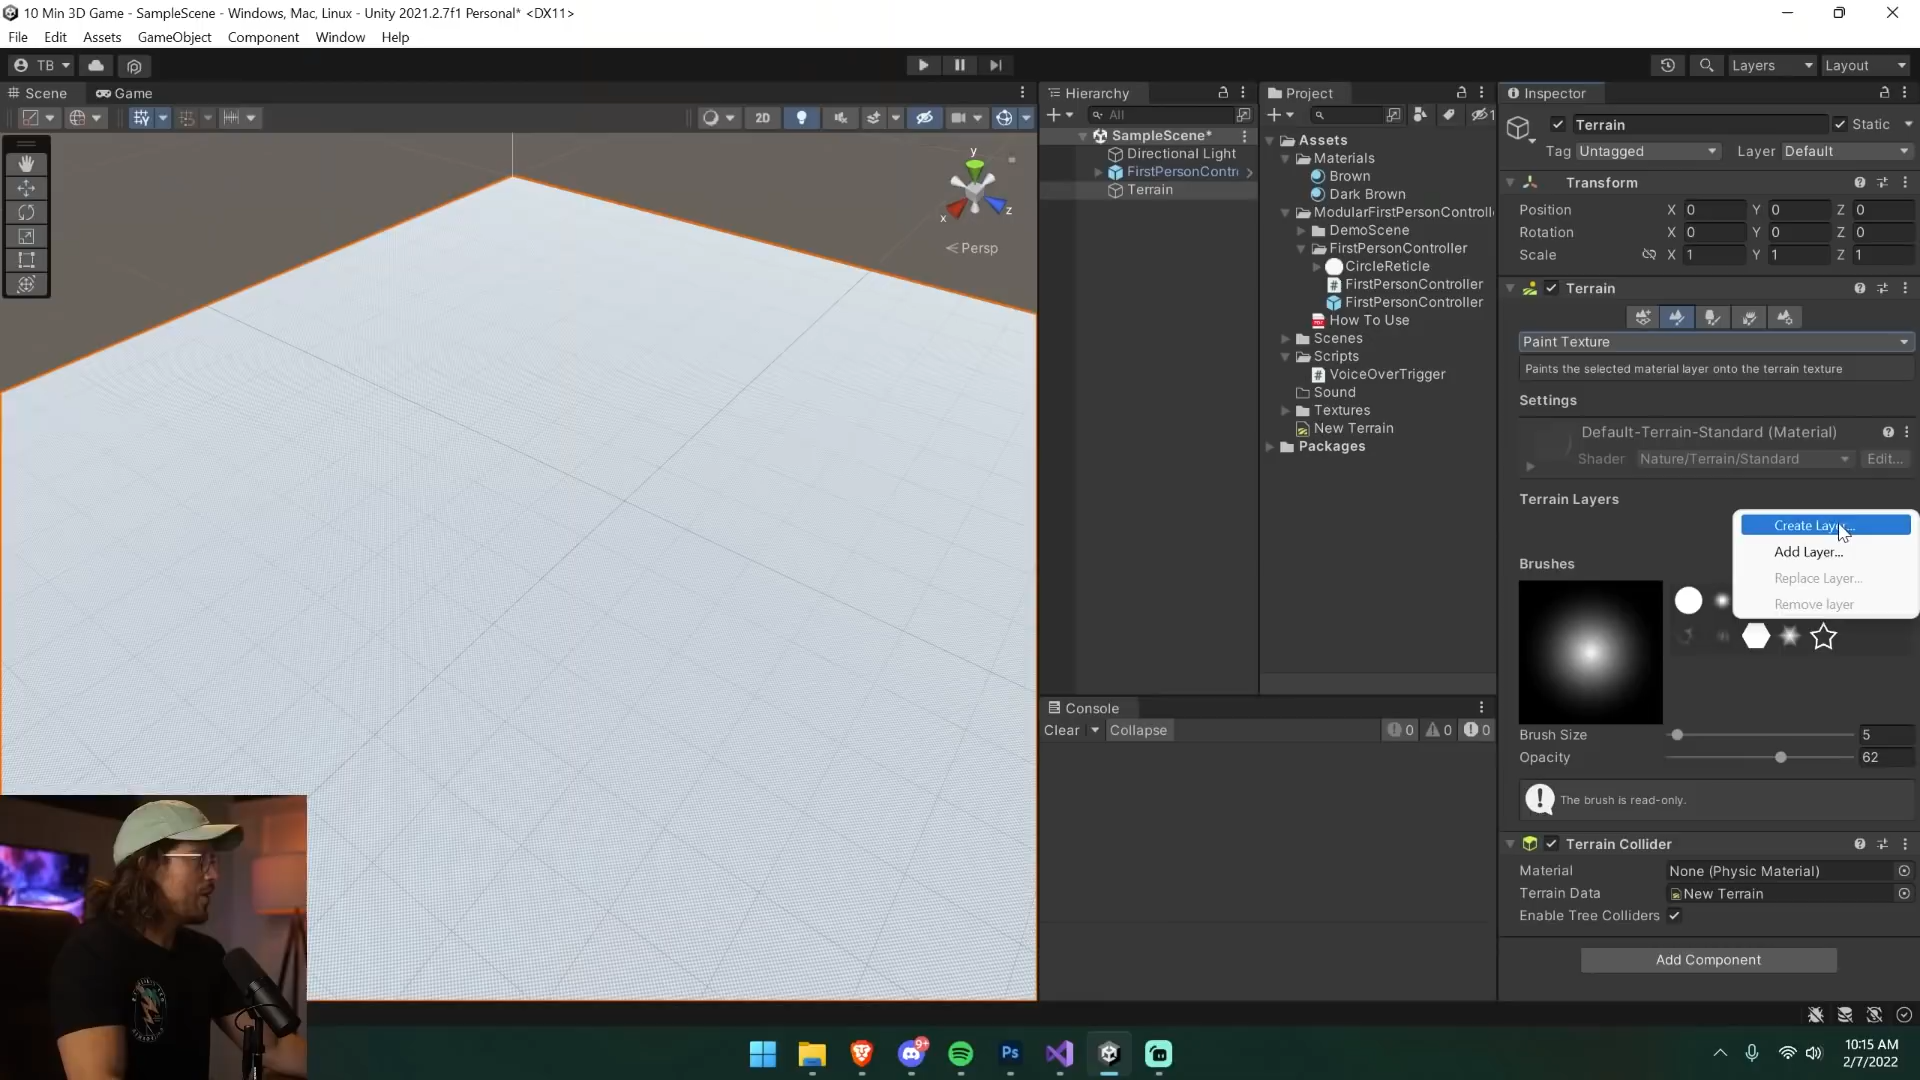 10 Min 3D Game - SampleScene - Windows, Mac, Linux - Unity 2021.2.7f1 Personal* <DX11>
File Edit Assets GameObject Component Window Help
TB
Layers
Layout
Scene
Game
2D
y
x
z
Persp
Hierarchy
All
SampleScene*
Directional Light
FirstPersonContr
Terrain
Project
1
Assets
Materials
Brown
Dark Brown
ModularFirstPersonControll
DemoScene
FirstPersonController
CircleReticle
FirstPersonController
FirstPersonController
How To Use
Scenes
Scripts
VoiceOverTrigger
Sound
Textures
New Terrain
Packages
Console
Clear Collapse 0 0 0
Inspector
Terrain
Static
Tag Untagged Layer Default
Transform
Position X 0 Y 0 Z 0
Rotation X 0 Y 0 Z 0
Scale X 1 Y 1 Z 1
Terrain
Paint Texture
Paints the selected material layer onto the terrain texture
Settings
Default-Terrain-Standard (Material)
Shader Nature/Terrain/Standard Edit...
Terrain Layers
Create
Add Layer...
Replace Layer...
Remove layer
Brushes
Brush Size 5
Opacity 62
The brush is read-only.
Terrain Collider
Material None (Physic Material)
Terrain Data New Terrain
Enable Tree Colliders
Add Component
9+
Ps
10:15 AM
2/7/2022